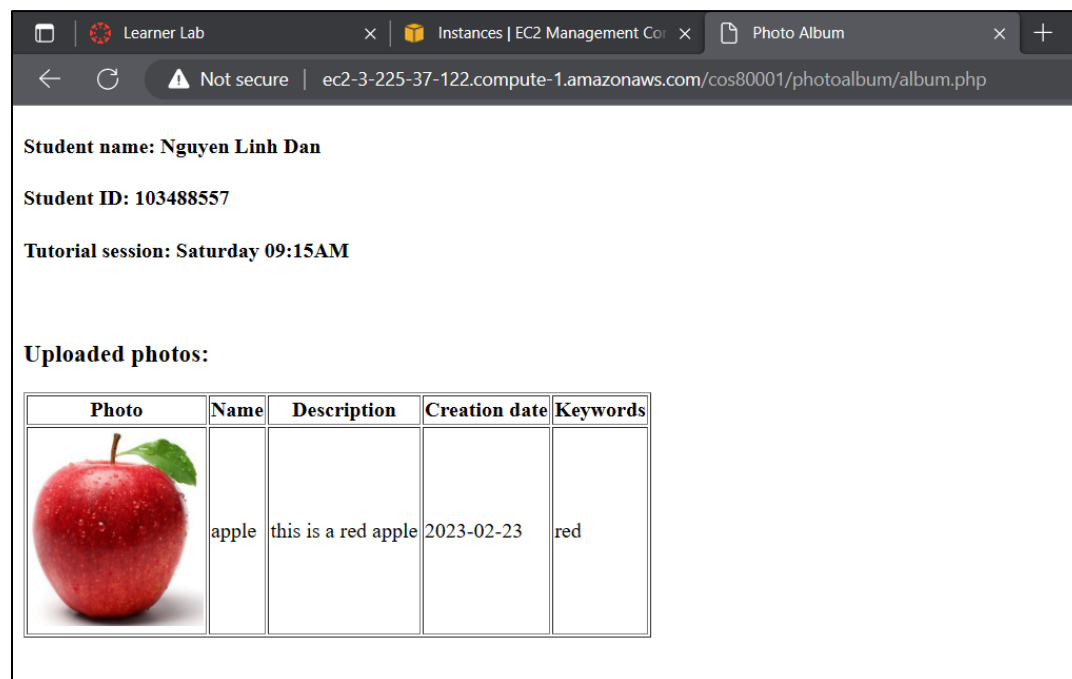 Learner Lab
Instances | EC2 Management Cor
Photo Album
Not secure | ec2-3-225-37-122.compute-1.amazonaws.com/cos80001/photoalbum/album.php
Student name: Nguyen Linh Dan
Student ID: 103488557
Tutorial session: Saturday 09:15AM
Uploaded photos:
Photo Name Description Creation date Keywords
apple this is a red apple 2023-02-23 red